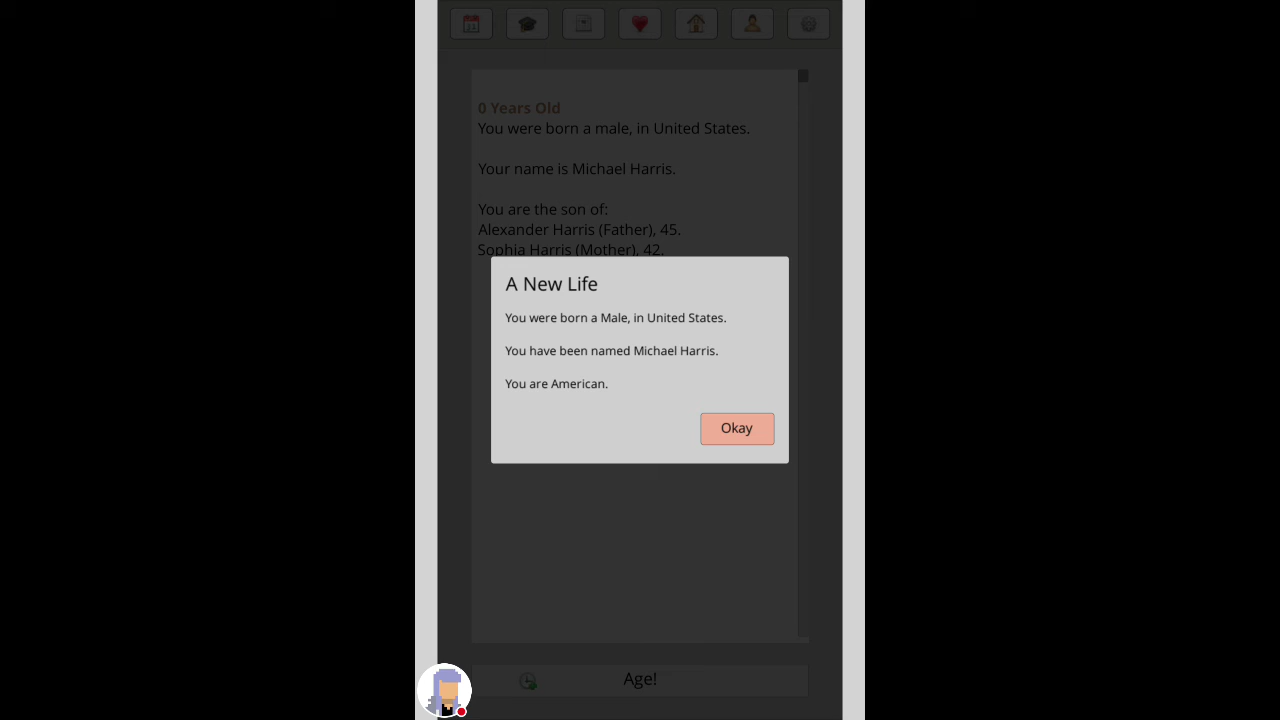 0 Years Old
You were born a male, in United States.
Your name is Michael Harris.
You are the son of:
Alexander Harris (Father), 45.
Sophia Harris (Mother), 42.
A New Life
You were born a Male, in United States.
You have been named Michael Harris.
You are American.
Okay
Age!